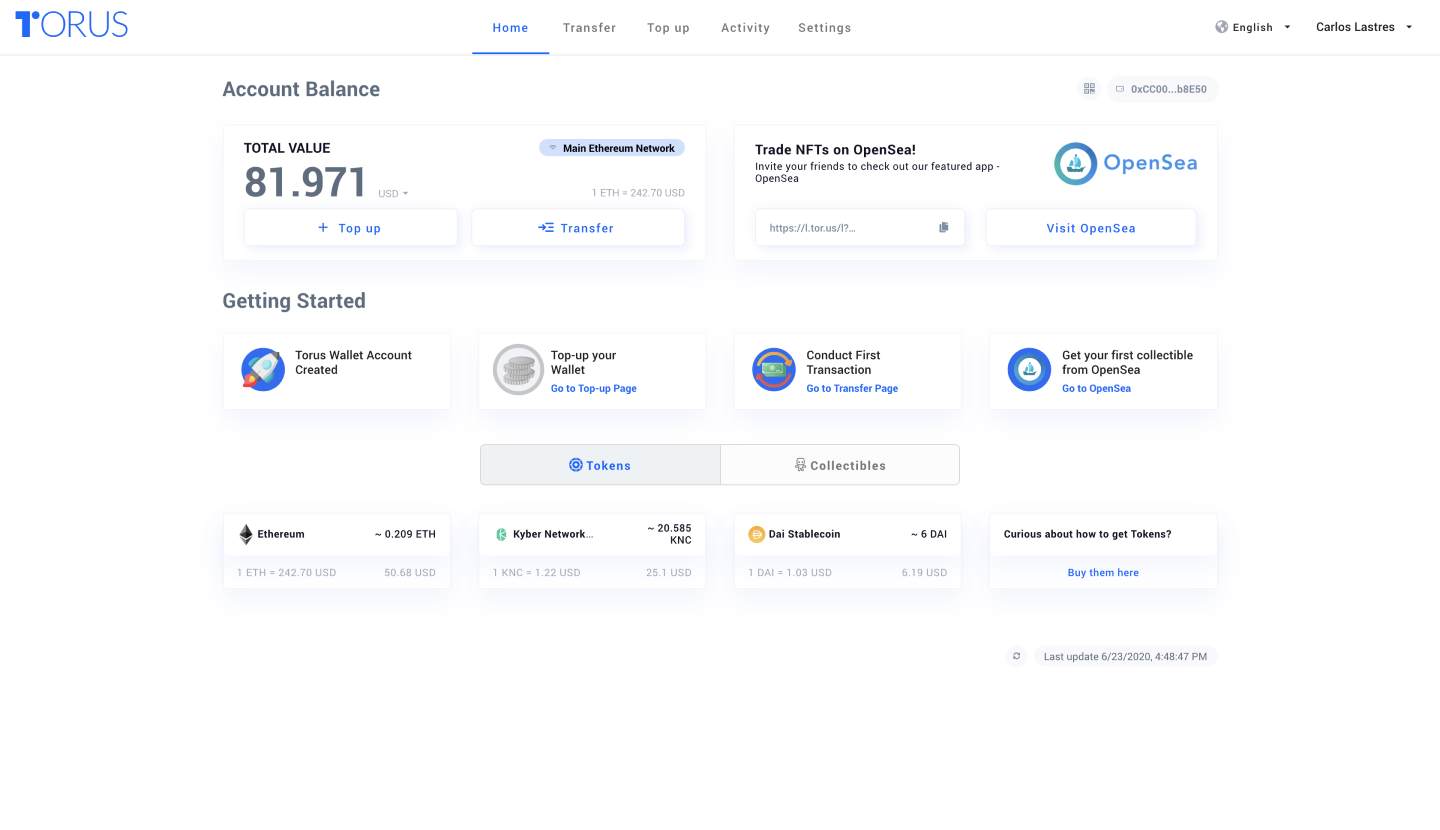 TORUS
Home
Transfer
Top up
Activity
Settings
English
Carlos Lastres
Account Balance
0xCC00...b8E50
TOTAL VALUE
Main Ethereum Network
81.971
USD
1 ETH = 242.70 USD
+ Top up
Transfer
Trade NFTs on OpenSea!
Invite your friends to check out our featured app -
OpenSea
OpenSea
https://l.tor.us/l?...
Visit OpenSea
Getting Started
Torus Wallet Account
Created
Top-up your
Wallet
Go to Top-up Page
Conduct First
Transaction
Go to Transfer Page
Get your first collectible
from OpenSea
Go to OpenSea
Tokens
Collectibles
Ethereum
~ 0.209 ETH
1 ETH = 242.70 USD
50.68 USD
Kyber Network...
~ 20.585
KNC
1 KNC = 1.22 USD
25.1 USD
Dai Stablecoin
~ 6 DAI
1 DAI = 1.03 USD
6.19 USD
Curious about how to get Tokens?
Buy them here
Last update 6/23/2020, 4:48:47 PM